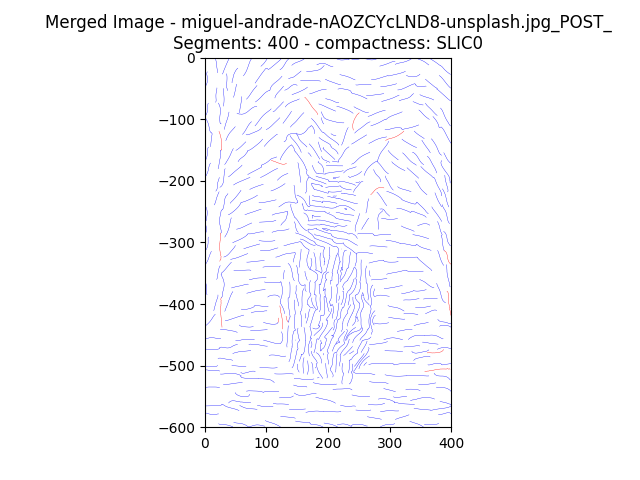 Merged Image - miguel-andrade-nAOZCYcLND8-unsplash.jpg_POST_
Segments: 400 - compactness: SLIC0
0
−100
−200
−300
−400
−500
−600
0 100 200 300 400